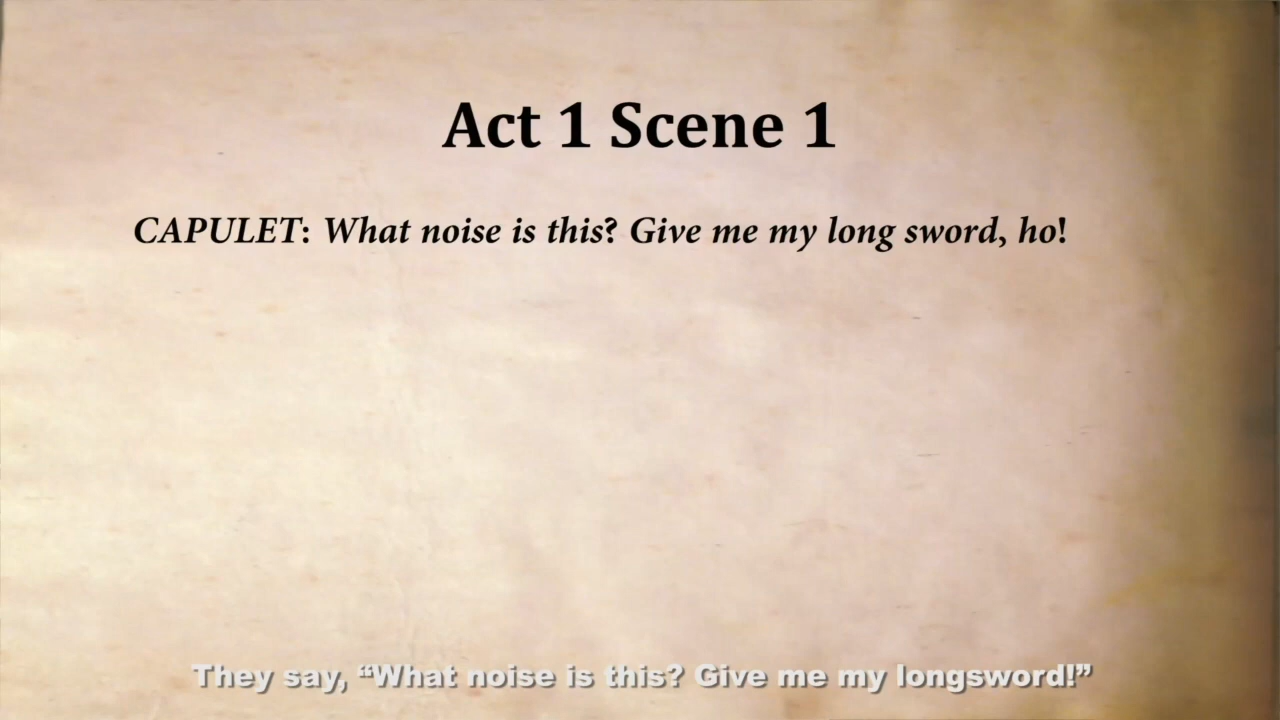 Act 1 Scene 1
CAPULET: What noise is this? Give me my long sword, ho!
They say, “What noise is this? Give me my longsword!”